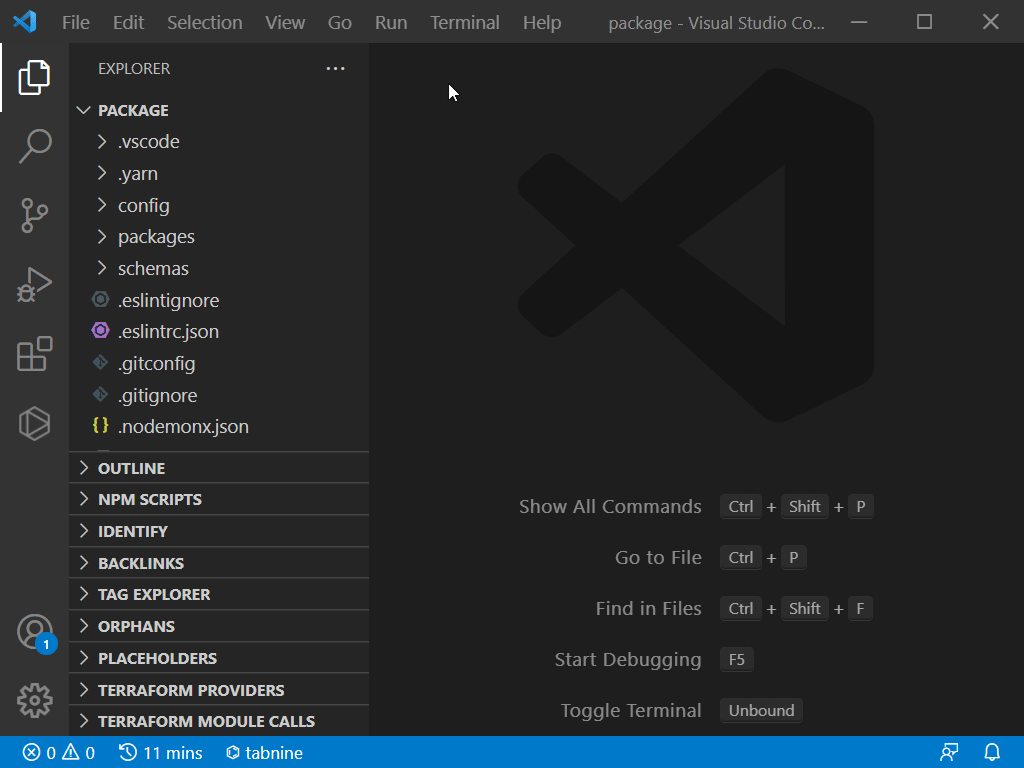 File Edit Selection View Go Run Terminal Help package - Visual Studio Co...
EXPLORER
PACKAGE
.vscode
.yarn
config
packages
schemas
.eslintignore
.eslintrc.json
.gitconfig
.gitignore
{} .nodemonx.json
OUTLINE
NPM SCRIPTS
IDENTIFY
BACKLINKS
TAG EXPLORER
ORPHANS
PLACEHOLDERS
TERRAFORM PROVIDERS
TERRAFORM MODULE CALLS
Show All Commands Ctrl + Shift + P
Go to File Ctrl + P
Find in Files Ctrl + Shift + F
Start Debugging F5
Toggle Terminal Unbound
1
0 0 11 mins tabnine